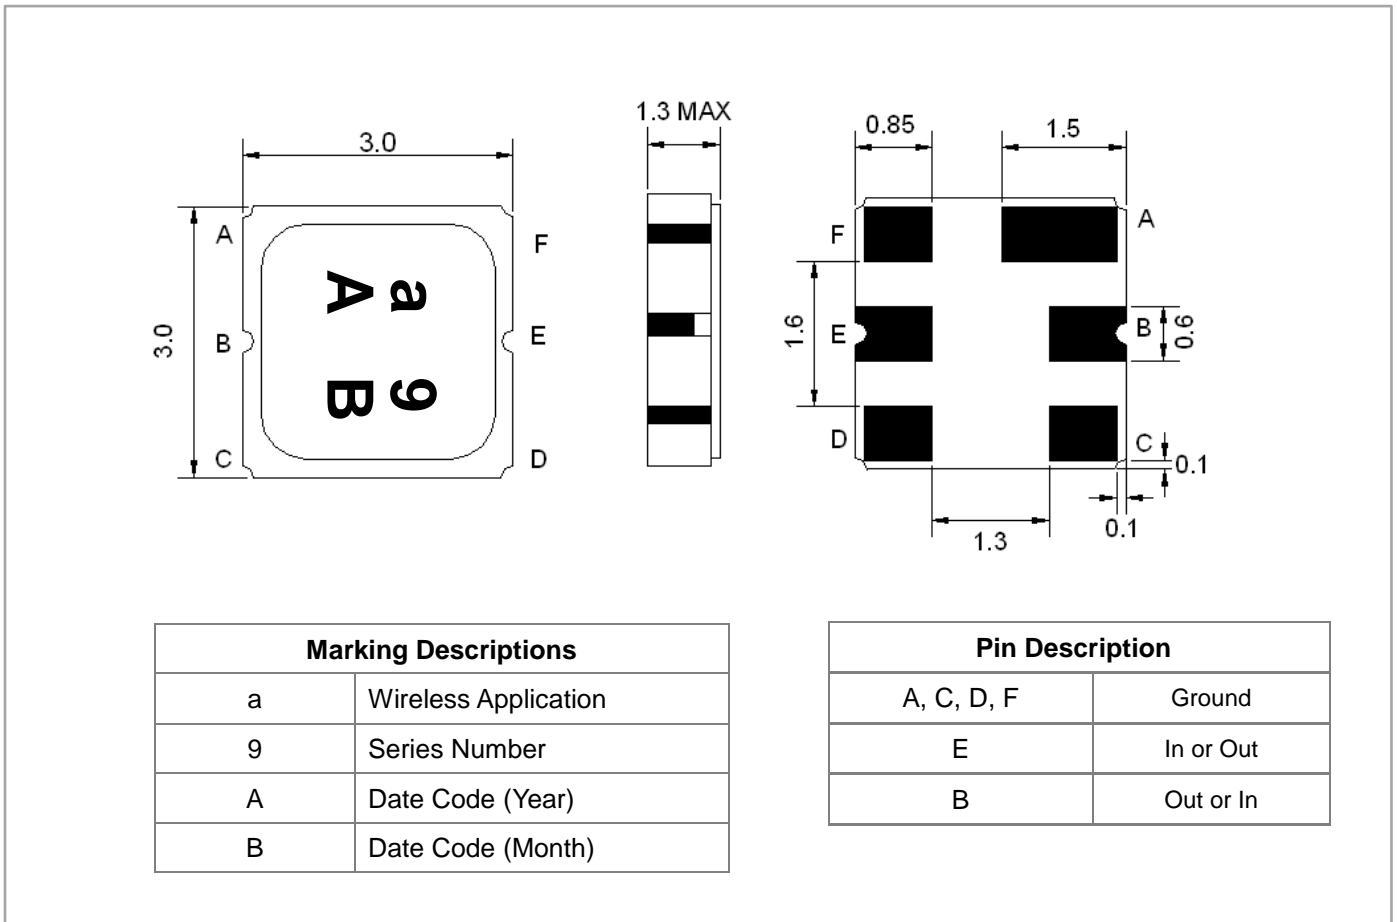 3.0
3.0
A
B
C
F
E
D
a 9
A B
1.3 MAX
0.85
1.5
F
E
D
A
B
C
1.6
0.6
0.1
0.1
1.3
Marking Descriptions
a Wireless Application
9 Series Number
A Date Code (Year)
B Date Code (Month)
Pin Description
A, C, D, F Ground
E In or Out
B Out or In